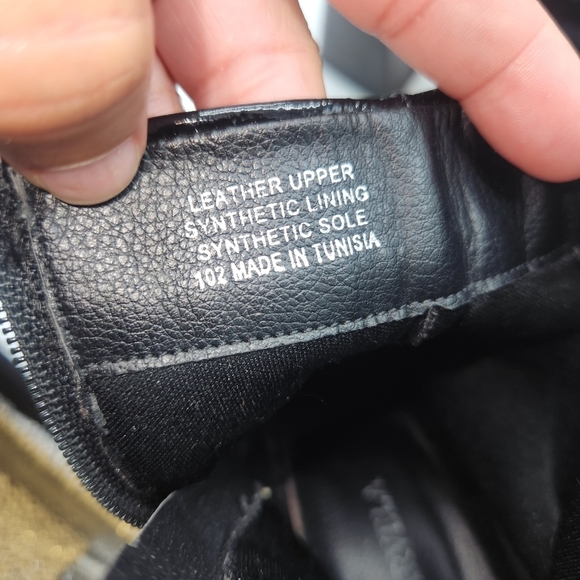 LEATHER UPPER
SYNTHETIC LINING
SYNTHETIC SOLE
102 MADE IN TUNISIA